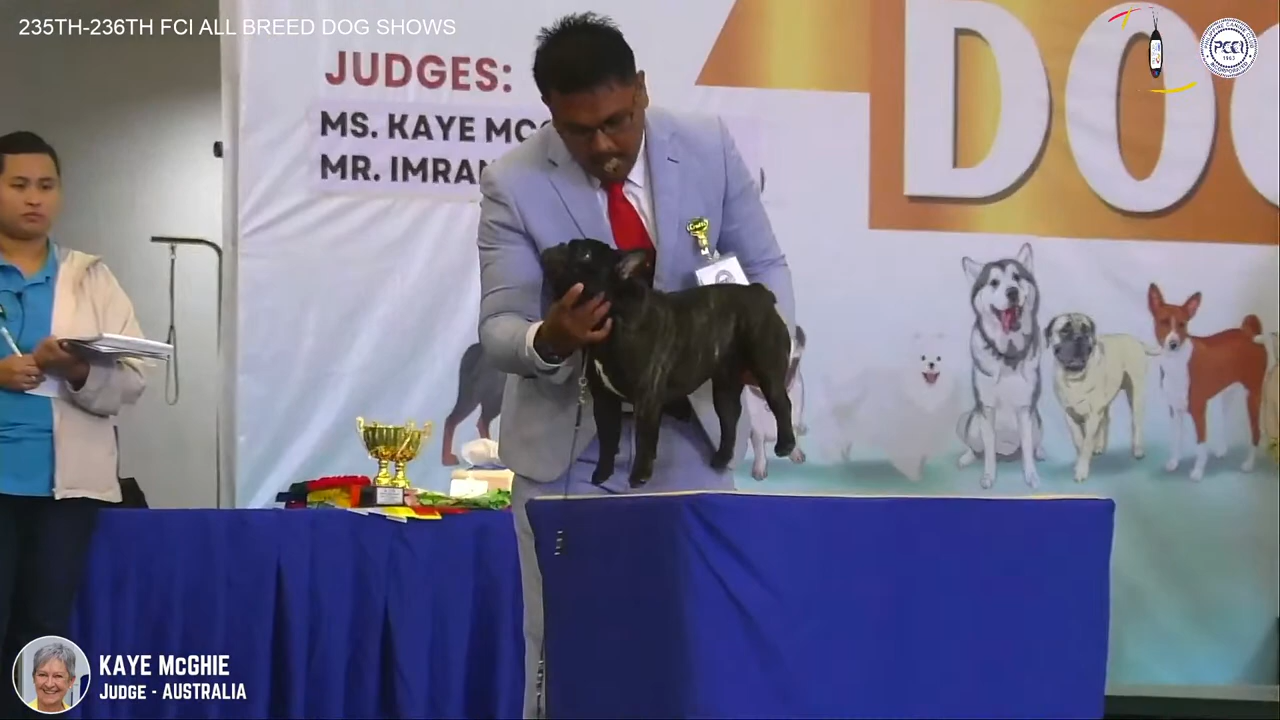 235TH-236TH FCI ALL BREED DOG SHOWS
JUDGES:
MS. KAYE MC
MR. IMRAN
DO
PCCI
1963
KAYE McGHIE
JUDGE - AUSTRALIA